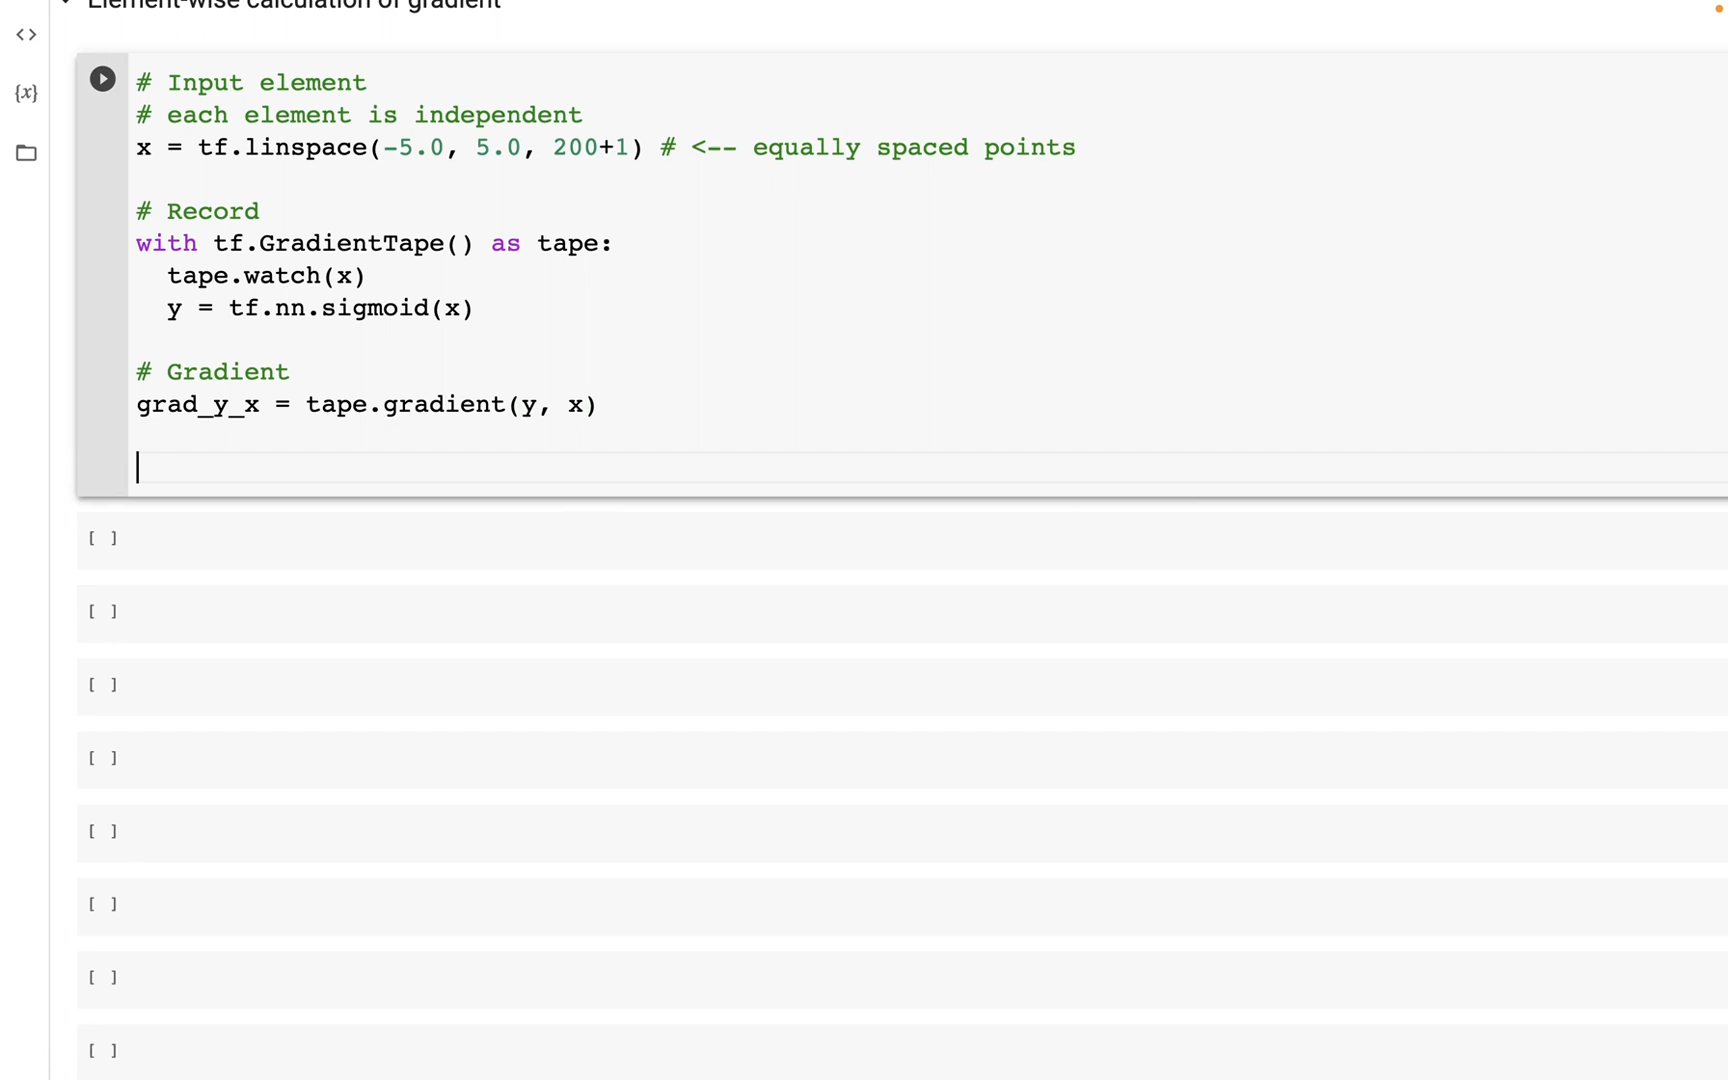 Element-wise calculation of gradient
<>
{x}
# Input element
# each element is independent
x = tf.linspace(-5.0, 5.0, 200+1) # <-- equally spaced points
# Record
with tf.GradientTape() as tape:
  tape.watch(x)
  y = tf.nn.sigmoid(x)
# Gradient
grad_y_x = tape.gradient(y, x)
[ ]
[ ]
[ ]
[ ]
[ ]
[ ]
[ ]
[ ]